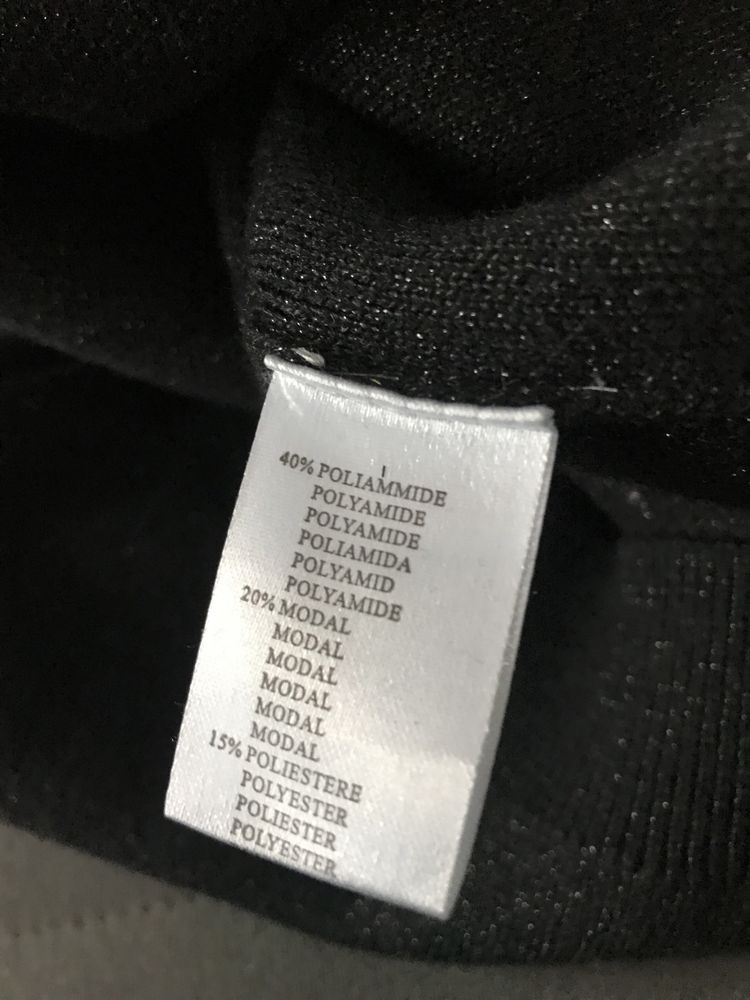 40% POLIAMMIDE
POLYAMIDE
POLYAMIDE
POLIAMIDA
POLYAMID
POLYAMIDE
20% MODAL
MODAL
MODAL
MODAL
MODAL
MODAL
15% POLIESTERE
POLYESTER
POLIESTER
POLYESTER